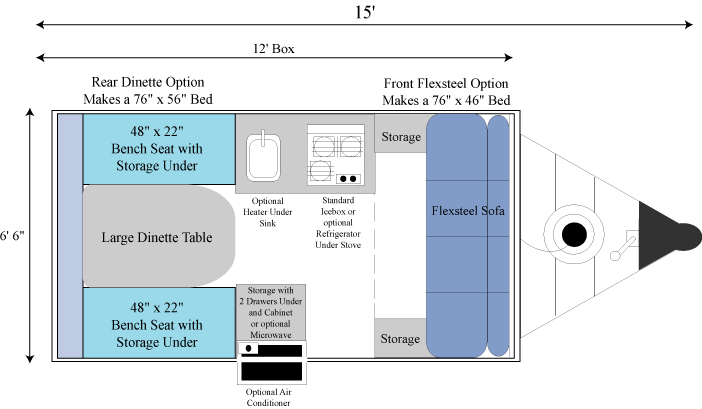 15'
12' Box
Rear Dinette Option
Makes a 76" x 56" Bed
Front Flexsteel Option
Makes a 76" x 46" Bed
48" x 22"
Bench Seat with
Storage Under
Storage
6' 6"
Large Dinette Table
Optional
Heater Under
Sink
Standard
Icebox or
optional
Refrigerator
Under Stove
Flexsteel Sofa
48" x 22"
Bench Seat with
Storage Under
Storage with
2 Drawers Under
and Cabinet
or optional
Microwave
Storage
Optional Air
Conditioner